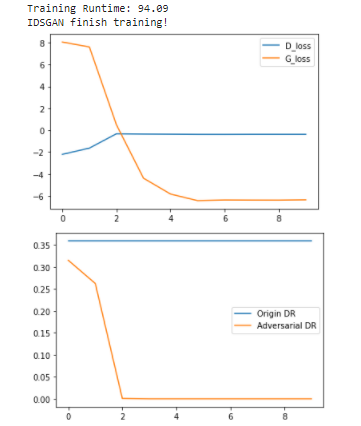 Training Runtime: 94.09
IDSGAN finish training!
8
6
4
2
0
−2
−4
−6
D_loss
G_loss
0 2 4 6 8
0.35
0.30
0.25
0.20
0.15
0.10
0.05
0.00
Origin DR
Adversarial DR
0 2 4 6 8